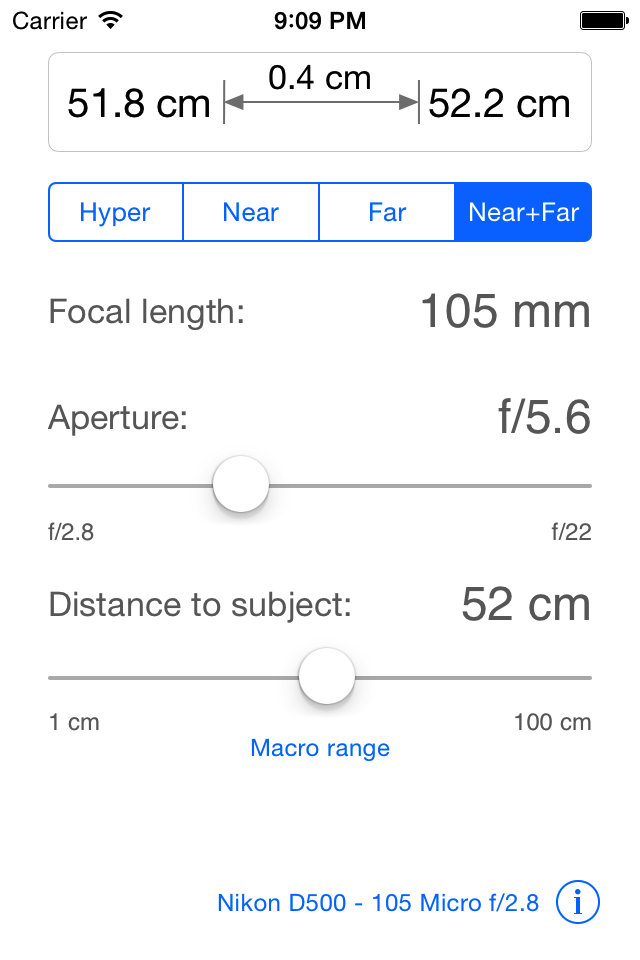 Carrier 9:09 PM
0.4 cm
51.8 cm 52.2 cm
Hyper Near Far Near+Far
Focal length: 105 mm
Aperture: f/5.6
f/2.8 f/22
Distance to subject: 52 cm
1 cm 100 cm
Macro range
Nikon D500 - 105 Micro f/2.8 i